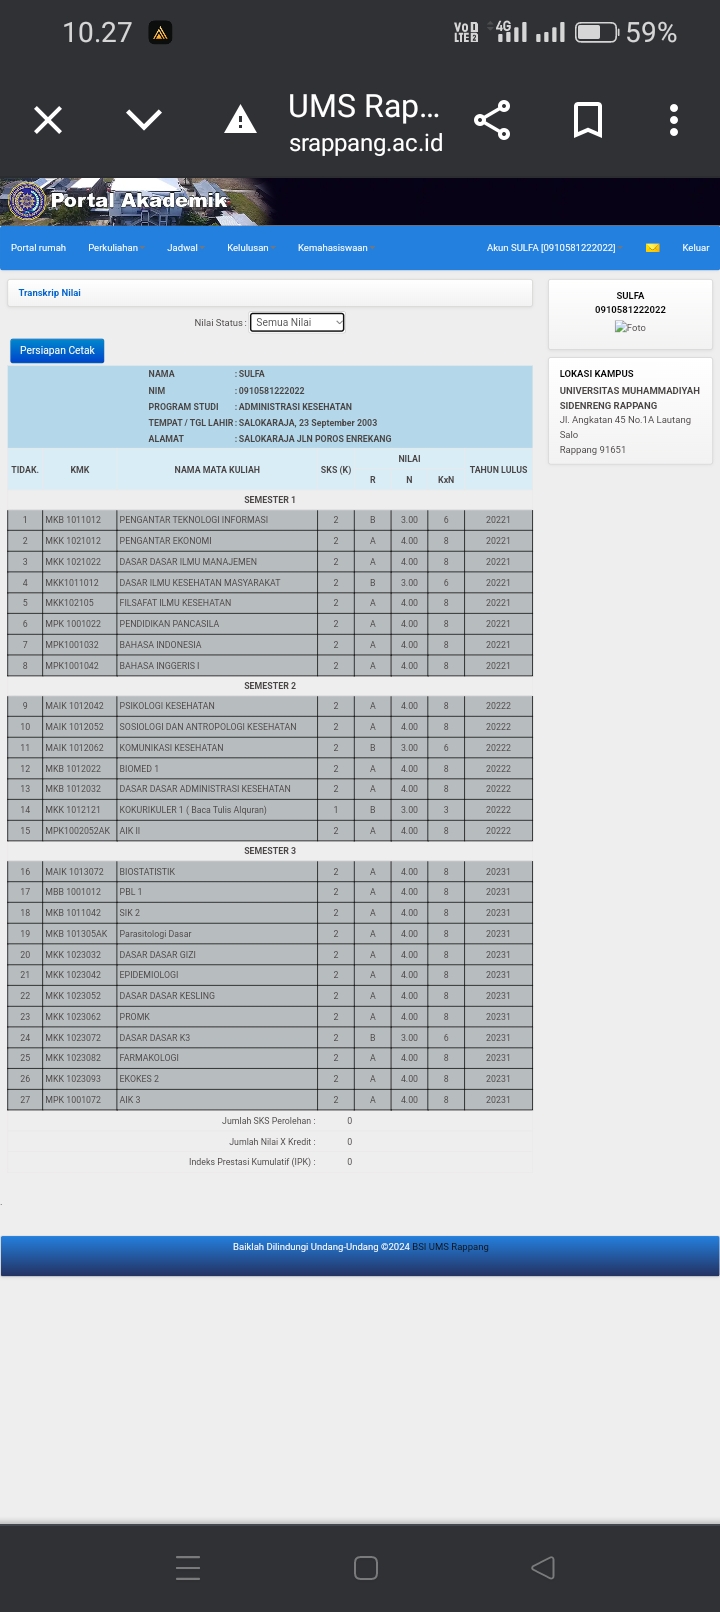 10.27
Vo D LTE 2 4G 59%
UMS Rap...
srappang.ac.id
Portal Akademik
Portal rumah Perkuliahan Jadwal Kelulusan Kemahasiswaan Akun SULFA [0910581222022] Keluar
Transkrip Nilai
Nilai Status : Semua Nilai
Persiapan Cetak
NAMA : SULFA
NIM : 0910581222022
PROGRAM STUDI : ADMINISTRASI KESEHATAN
TEMPAT / TGL LAHIR : SALOKARAJA, 23 September 2003
ALAMAT : SALOKARAJA JLN POROS ENREKANG
TIDAK. KMK NAMA MATA KULIAH SKS (K) NILAI TAHUN LULUS
R N KxN
SEMESTER 1
1 MKB 1011012 PENGANTAR TEKNOLOGI INFORMASI 2 B 3.00 6 20221
2 MKK 1021012 PENGANTAR EKONOMI 2 A 4.00 8 20221
3 MKK 1021022 DASAR DASAR ILMU MANAJEMEN 2 A 4.00 8 20221
4 MKK1011012 DASAR ILMU KESEHATAN MASYARAKAT 2 B 3.00 6 20221
5 MKK102105 FILSAFAT ILMU KESEHATAN 2 A 4.00 8 20221
6 MPK 1001022 PENDIDIKAN PANCASILA 2 A 4.00 8 20221
7 MPK1001032 BAHASA INDONESIA 2 A 4.00 8 20221
8 MPK1001042 BAHASA INGGERIS I 2 A 4.00 8 20221
SEMESTER 2
9 MAIK 1012042 PSIKOLOGI KESEHATAN 2 A 4.00 8 20222
10 MAIK 1012052 SOSIOLOGI DAN ANTROPOLOGI KESEHATAN 2 A 4.00 8 20222
11 MAIK 1012062 KOMUNIKASI KESEHATAN 2 B 3.00 6 20222
12 MKB 1012022 BIOMED 1 2 A 4.00 8 20222
13 MKB 1012032 DASAR DASAR ADMINISTRASI KESEHATAN 2 A 4.00 8 20222
14 MKK 1012121 KOKURIKULER 1 ( Baca Tulis Alquran) 1 B 3.00 3 20222
15 MPK1002052AK AIK II 2 A 4.00 8 20222
SEMESTER 3
16 MAIK 1013072 BIOSTATISTIK 2 A 4.00 8 20231
17 MBB 1001012 PBL 1 2 A 4.00 8 20231
18 MKB 1011042 SIK 2 2 A 4.00 8 20231
19 MKB 101305AK Parasitologi Dasar 2 A 4.00 8 20231
20 MKK 1023032 DASAR DASAR GIZI 2 A 4.00 8 20231
21 MKK 1023042 EPIDEMIOLOGI 2 A 4.00 8 20231
22 MKK 1023052 DASAR DASAR KESLING 2 A 4.00 8 20231
23 MKK 1023062 PROMK 2 A 4.00 8 20231
24 MKK 1023072 DASAR DASAR K3 2 B 3.00 6 20231
25 MKK 1023082 FARMAKOLOGI 2 A 4.00 8 20231
26 MKK 1023093 EKOKES 2 2 A 4.00 8 20231
27 MPK 1001072 AIK 3 2 A 4.00 8 20231
Jumlah SKS Perolehan : 0
Jumlah Nilai X Kredit : 0
Indeks Prestasi Kumulatif (IPK) : 0
SULFA
0910581222022
Foto
LOKASI KAMPUS
UNIVERSITAS MUHAMMADIYAH
SIDENRENG RAPPANG
Jl. Angkatan 45 No.1A Lautang
Salo
Rappang 91651
.
Baiklah Dilindungi Undang-Undang ©2024 BSI UMS Rappang